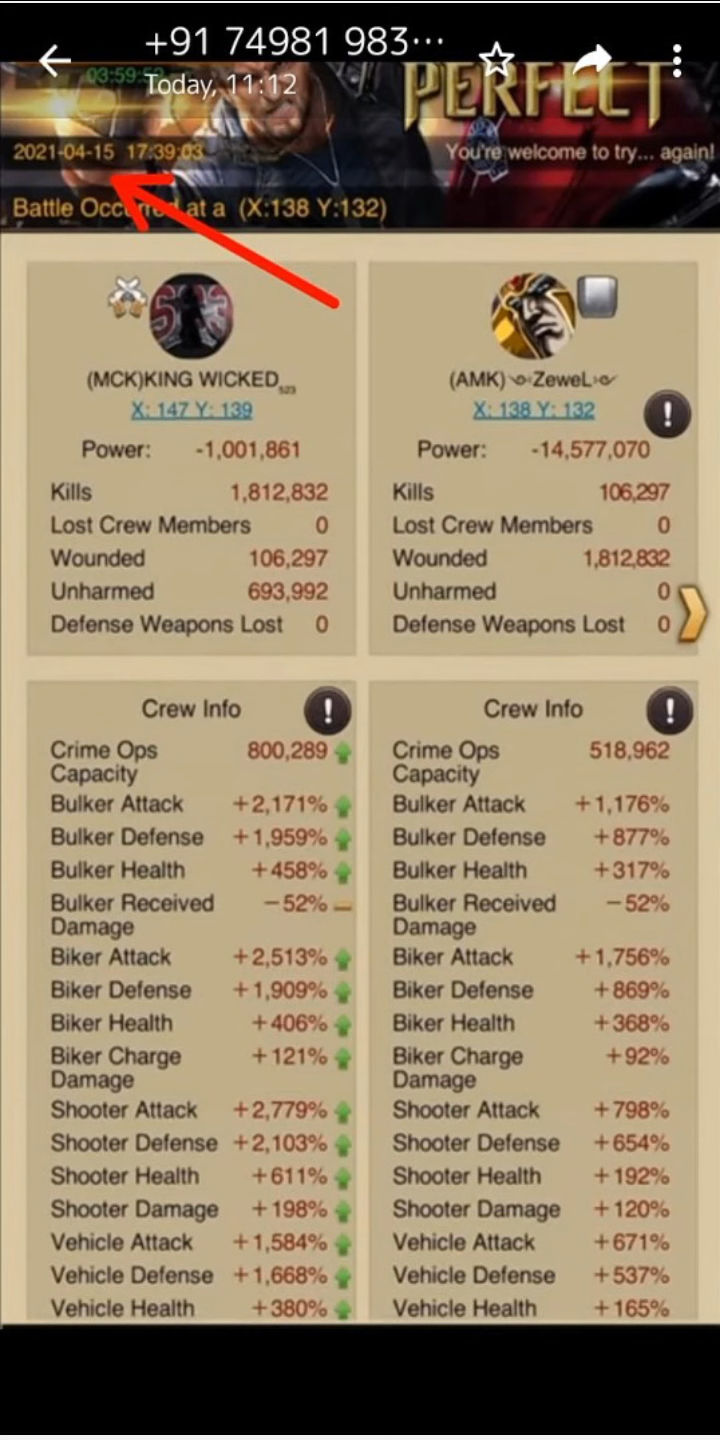 +91 74981 983...
Today, 11:12
PERFECT
2021-04-15 17:39:03
You're welcome to try... again!
Battle Occurred at a (X:138 Y:132)
(MCK)KING WICKED523
X: 147 Y: 139
Power: -1,001,861
Kills 1,812,832
Lost Crew Members 0
Wounded 106,297
Unharmed 693,992
Defense Weapons Lost 0
(AMK) ZeweL
X: 138 Y: 132
Power: -14,577,070
Kills 106,297
Lost Crew Members 0
Wounded 1,812,832
Unharmed 0
Defense Weapons Lost 0
Crew Info
Crime Ops Capacity 800,289
Bulker Attack +2,171%
Bulker Defense +1,959%
Bulker Health +458%
Bulker Received Damage -52%
Biker Attack +2,513%
Biker Defense +1,909%
Biker Health +406%
Biker Charge Damage +121%
Shooter Attack +2,779%
Shooter Defense +2,103%
Shooter Health +611%
Shooter Damage +198%
Vehicle Attack +1,584%
Vehicle Defense +1,668%
Vehicle Health +380%
Crew Info
Crime Ops Capacity 518,962
Bulker Attack +1,176%
Bulker Defense +877%
Bulker Health +317%
Bulker Received Damage -52%
Biker Attack +1,756%
Biker Defense +869%
Biker Health +368%
Biker Charge Damage +92%
Shooter Attack +798%
Shooter Defense +654%
Shooter Health +192%
Shooter Damage +120%
Vehicle Attack +671%
Vehicle Defense +537%
Vehicle Health +165%